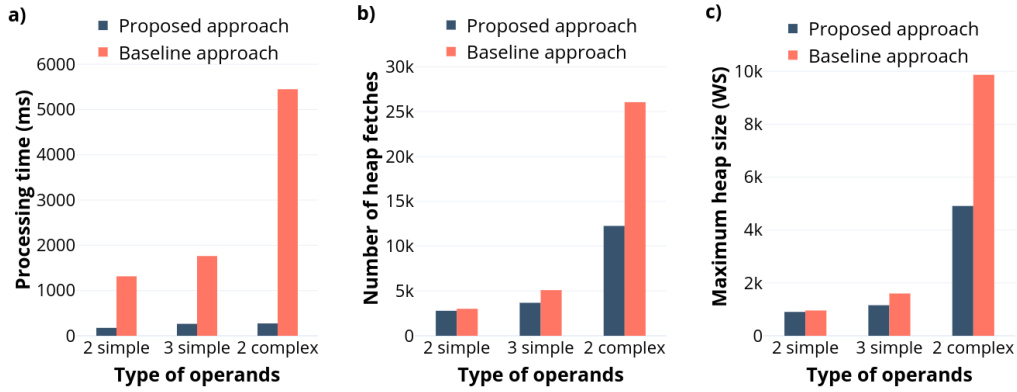 a)
Proposed approach
Baseline approach
Processing time (ms)
6000
5000
4000
3000
2000
1000
0
2 simple 3 simple 2 complex
Type of operands
b)
Proposed approach
Baseline approach
Number of heap fetches
30k
25k
20k
15k
10k
5k
0
2 simple 3 simple 2 complex
Type of operands
c)
Proposed approach
Baseline approach
Maximum heap size (WS)
10k
8k
6k
4k
2k
0
2 simple 3 simple 2 complex
Type of operands